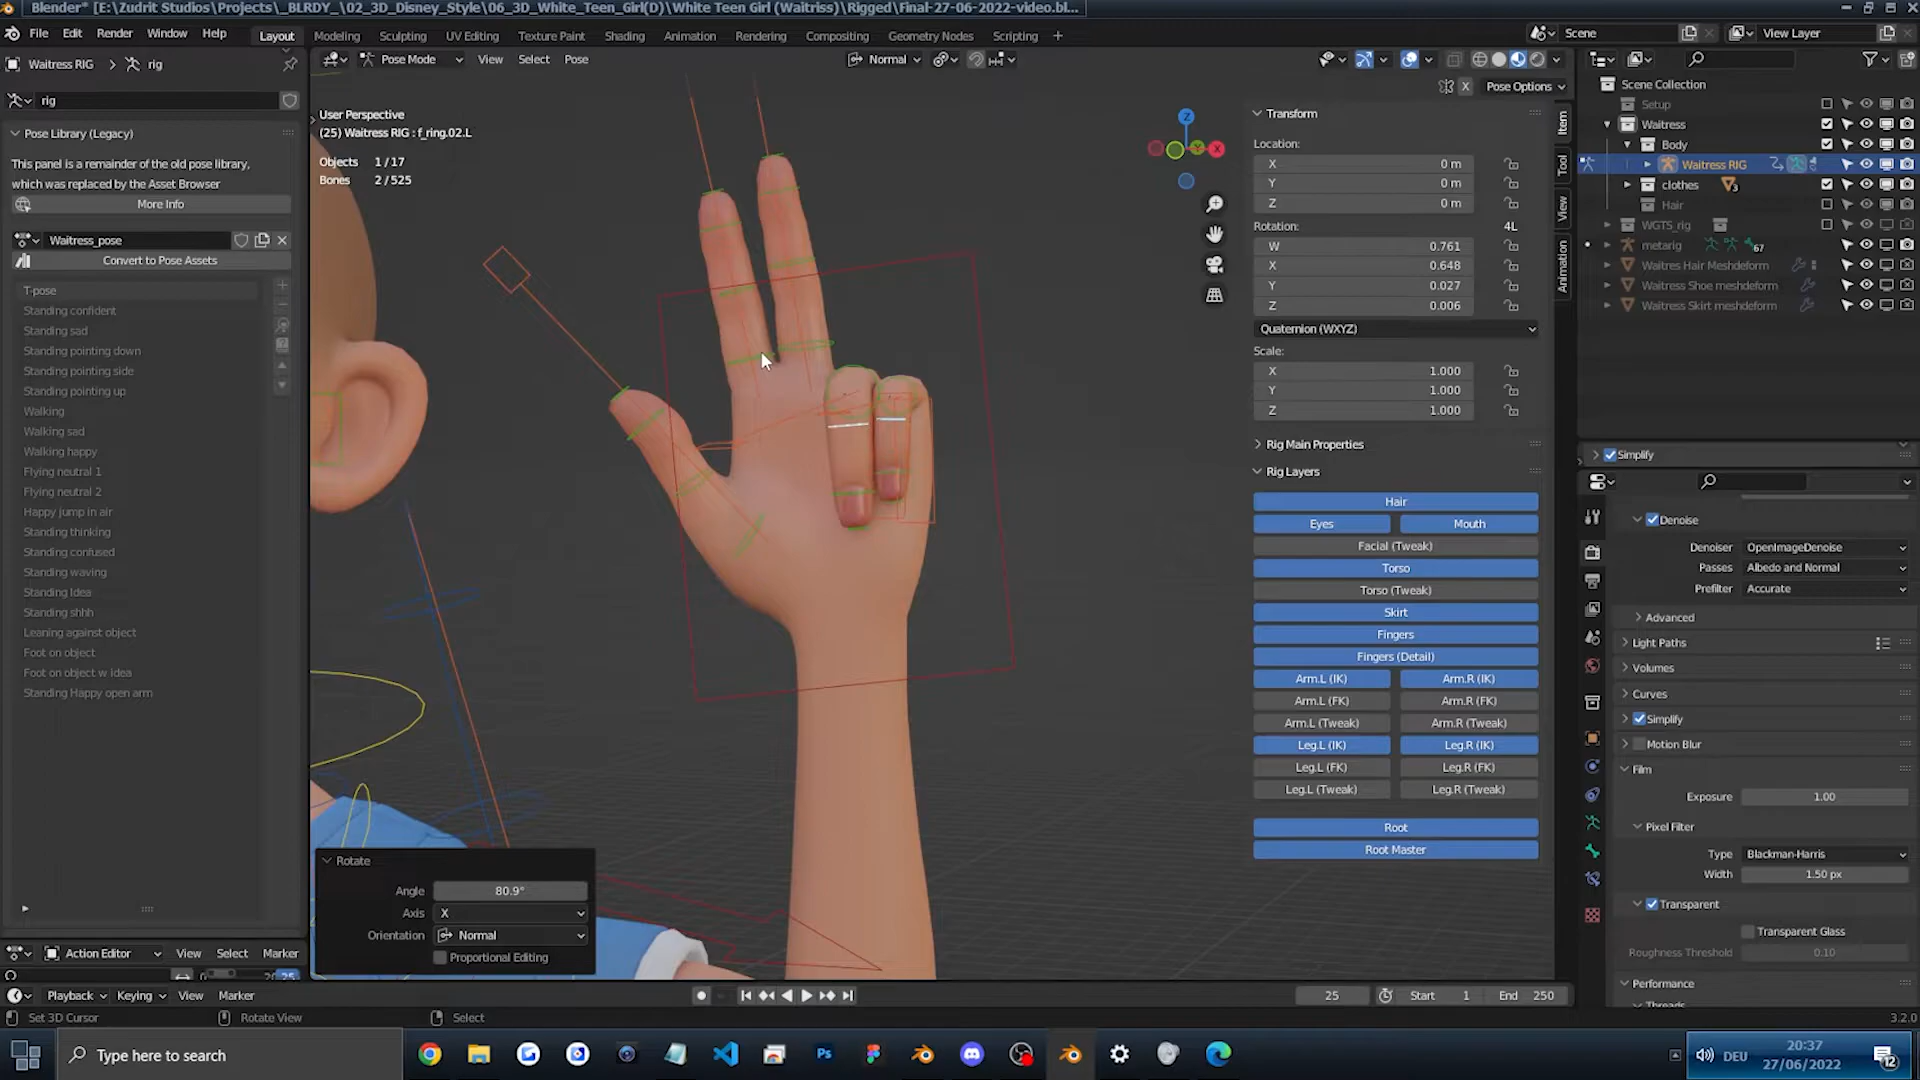 Blender* [E:\Zudrit Studios\Projects\_BLRDY_\02_3D_Disney_Style\06_3D_White_Teen_Girl(D)\White Teen Girl (Waitriss)\Rigged\Final-27-06-2022-video.bl...
File Edit Render Window Help Layout Modeling Sculpting UV Editing Texture Paint Shading Animation Rendering Compositing Geometry Nodes Scripting + Scene View Layer
Waitress RIG > rig Pose Mode View Select Pose Normal
rig
X Pose Options
Pose Library (Legacy)
This panel is a remainder of the old pose library,
which was replaced by the Asset Browser
More Info
Waitress_pose
Convert to Pose Assets
T-pose
Standing confident
Standing sad
Standing pointing down
Standing pointing side
Standing pointing up
Walking
Walking sad
Walking happy
Flying neutral 1
Flying neutral 2
Happy jump in air
Standing thinking
Standing confused
Standing waving
Standing Idea
Standing shhh
Leaning against object
Foot on object
Foot on object w idea
Standing Happy open arm
User Perspective
(25) Waitress RIG : f_ring.02.L
Objects 1/17
Bones 2/525
Z
Y X
Rotate
Angle 80.9°
Axis X
Orientation Normal
Proportional Editing
Transform
Location:
X 0 m
Y 0 m
Z 0 m
Rotation: 4L
W 0.761
X 0.648
Y 0.027
Z 0.006
Quaternion (WXYZ)
Scale:
X 1.000
Y 1.000
Z 1.000
Rig Main Properties
Rig Layers
Hair
Eyes Mouth
Facial (Tweak)
Torso
Torso (Tweak)
Skirt
Fingers
Fingers (Detail)
Arm.L (IK) Arm.R (IK)
Arm.L (FK) Arm.R (FK)
Arm.L (Tweak) Arm.R (Tweak)
Leg.L (IK) Leg.R (IK)
Leg.L (FK) Leg.R (FK)
Leg.L (Tweak) Leg.R (Tweak)
Root
Root Master
Item
Tool
View
Animation
Scene Collection
Setup
Waitress
Body
Waitress RIG
clothes 3
Hair
WGTS_rig
metarig 67
Waitres Hair Meshdeform
Waitress Shoe meshdeform
Waitress Skirt meshdeform
Simplify
Denoise
Denoiser OpenImageDenoise
Passes Albedo and Normal
Prefilter Accurate
Advanced
Light Paths
Volumes
Curves
Simplify
Motion Blur
Film
Exposure 1.00
Pixel Filter
Type Blackman-Harris
Width 1.50 px
Transparent
Transparent Glass
Roughness Threshold 0.10
Performance
Threads
Action Editor View Select Marker
25
Playback Keying View Marker 25 Start 1 End 250
Set 3D Cursor Rotate View Select 3.2.0
Type here to search Ps DEU 20:37
27/06/2022 12